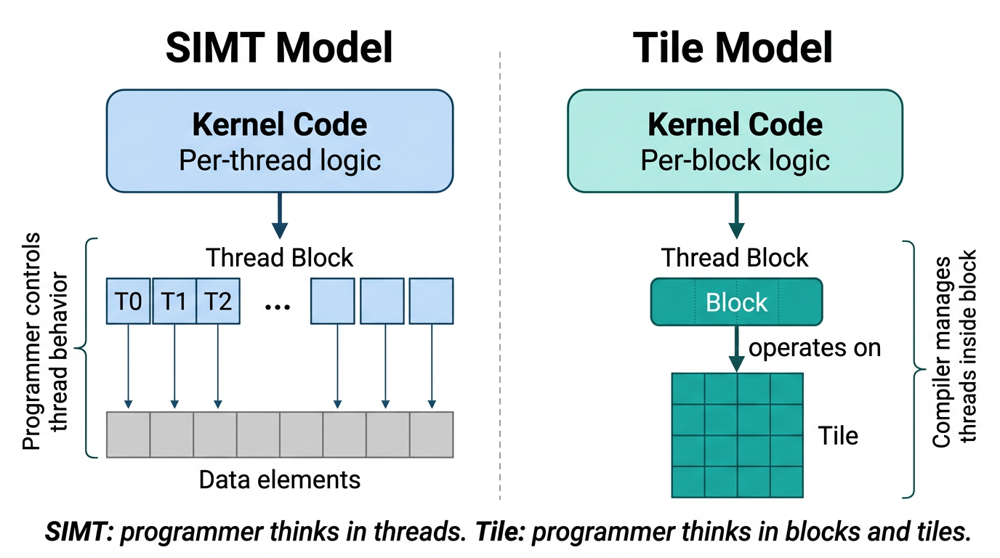 SIMT Model
Kernel Code
Per-thread logic
Thread Block
T0 T1 T2 ...
Programmer controls
thread behavior
Data elements
Tile Model
Kernel Code
Per-block logic
Thread Block
Block
operates on
Tile
Compiler manages
threads inside block
SIMT: programmer thinks in threads. Tile: programmer thinks in blocks and tiles.